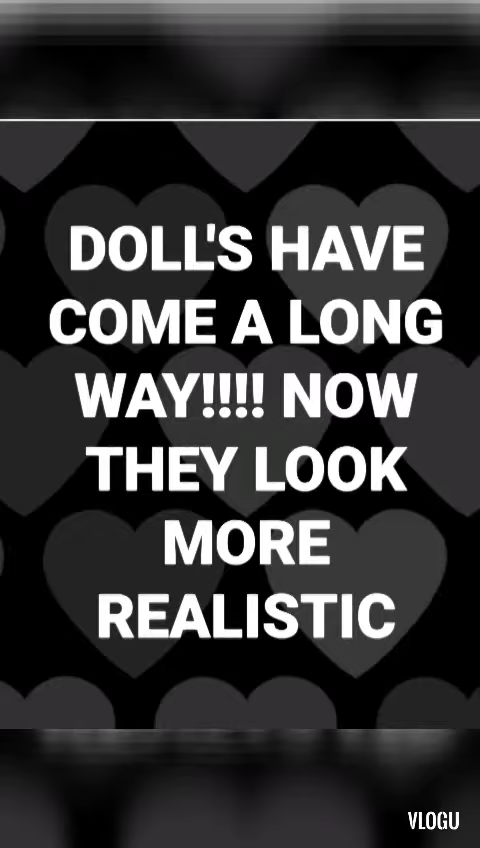 DOLL'S HAVE
COME A LONG
WAY!!!! NOW
THEY LOOK
MORE
REALISTIC
VLOGU